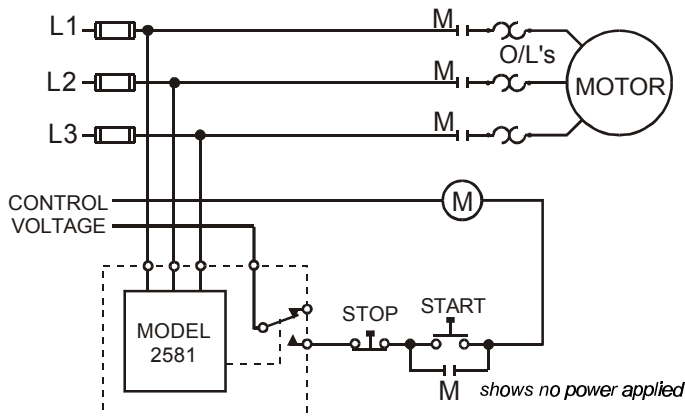 L1
M
O/L's
L2
M
MOTOR
L3
M
CONTROL
VOLTAGE
M
MODEL
2581
STOP
START
M
shows no power applied